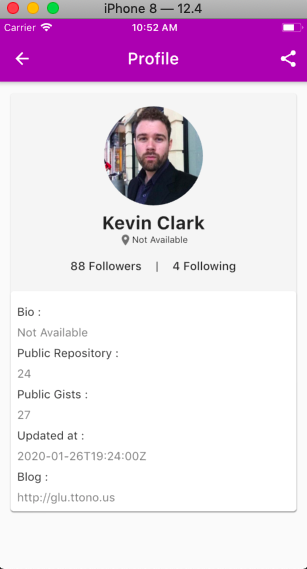 iPhone 8 — 12.4
Carrier 10:52 AM
Profile
Kevin Clark
Not Available
88 Followers | 4 Following
Bio :
Not Available
Public Repository :
24
Public Gists :
27
Updated at :
2020-01-26T19:24:00Z
Blog :
http://glu.ttono.us